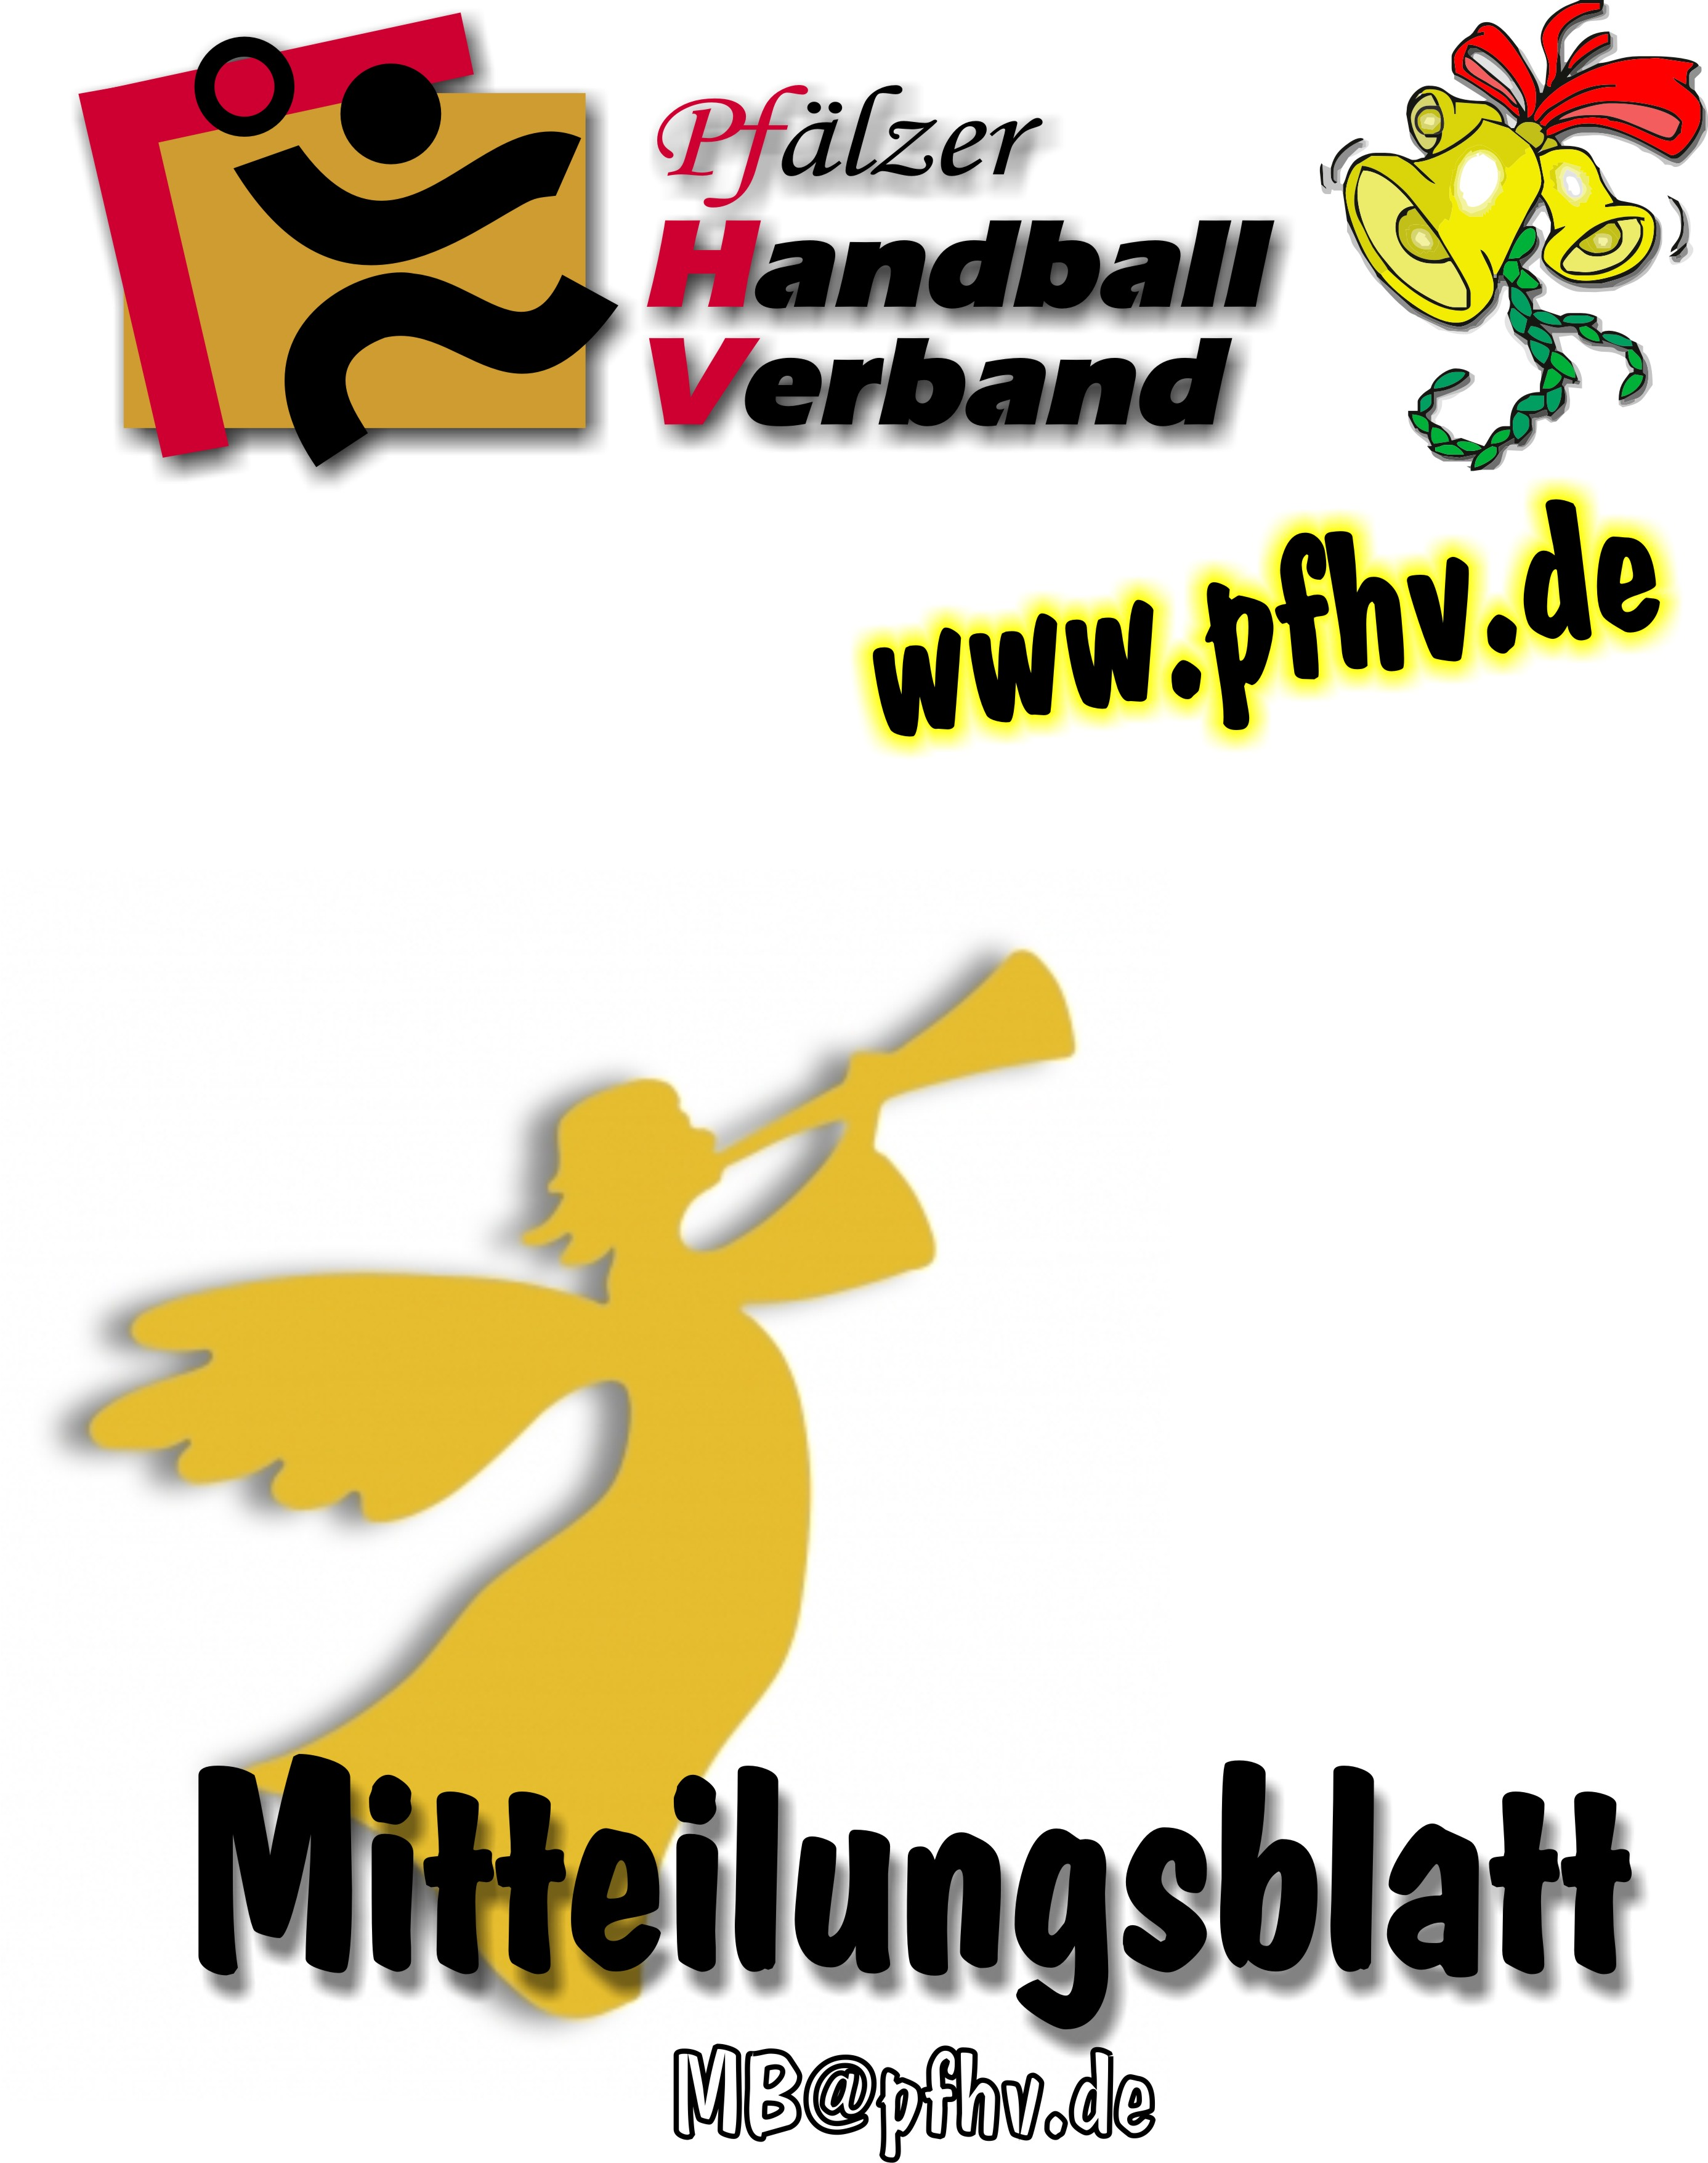 Pfälzer
Handball
Verband
www.pfhv.de
Mitteilungsblatt
MB@pfhv.de